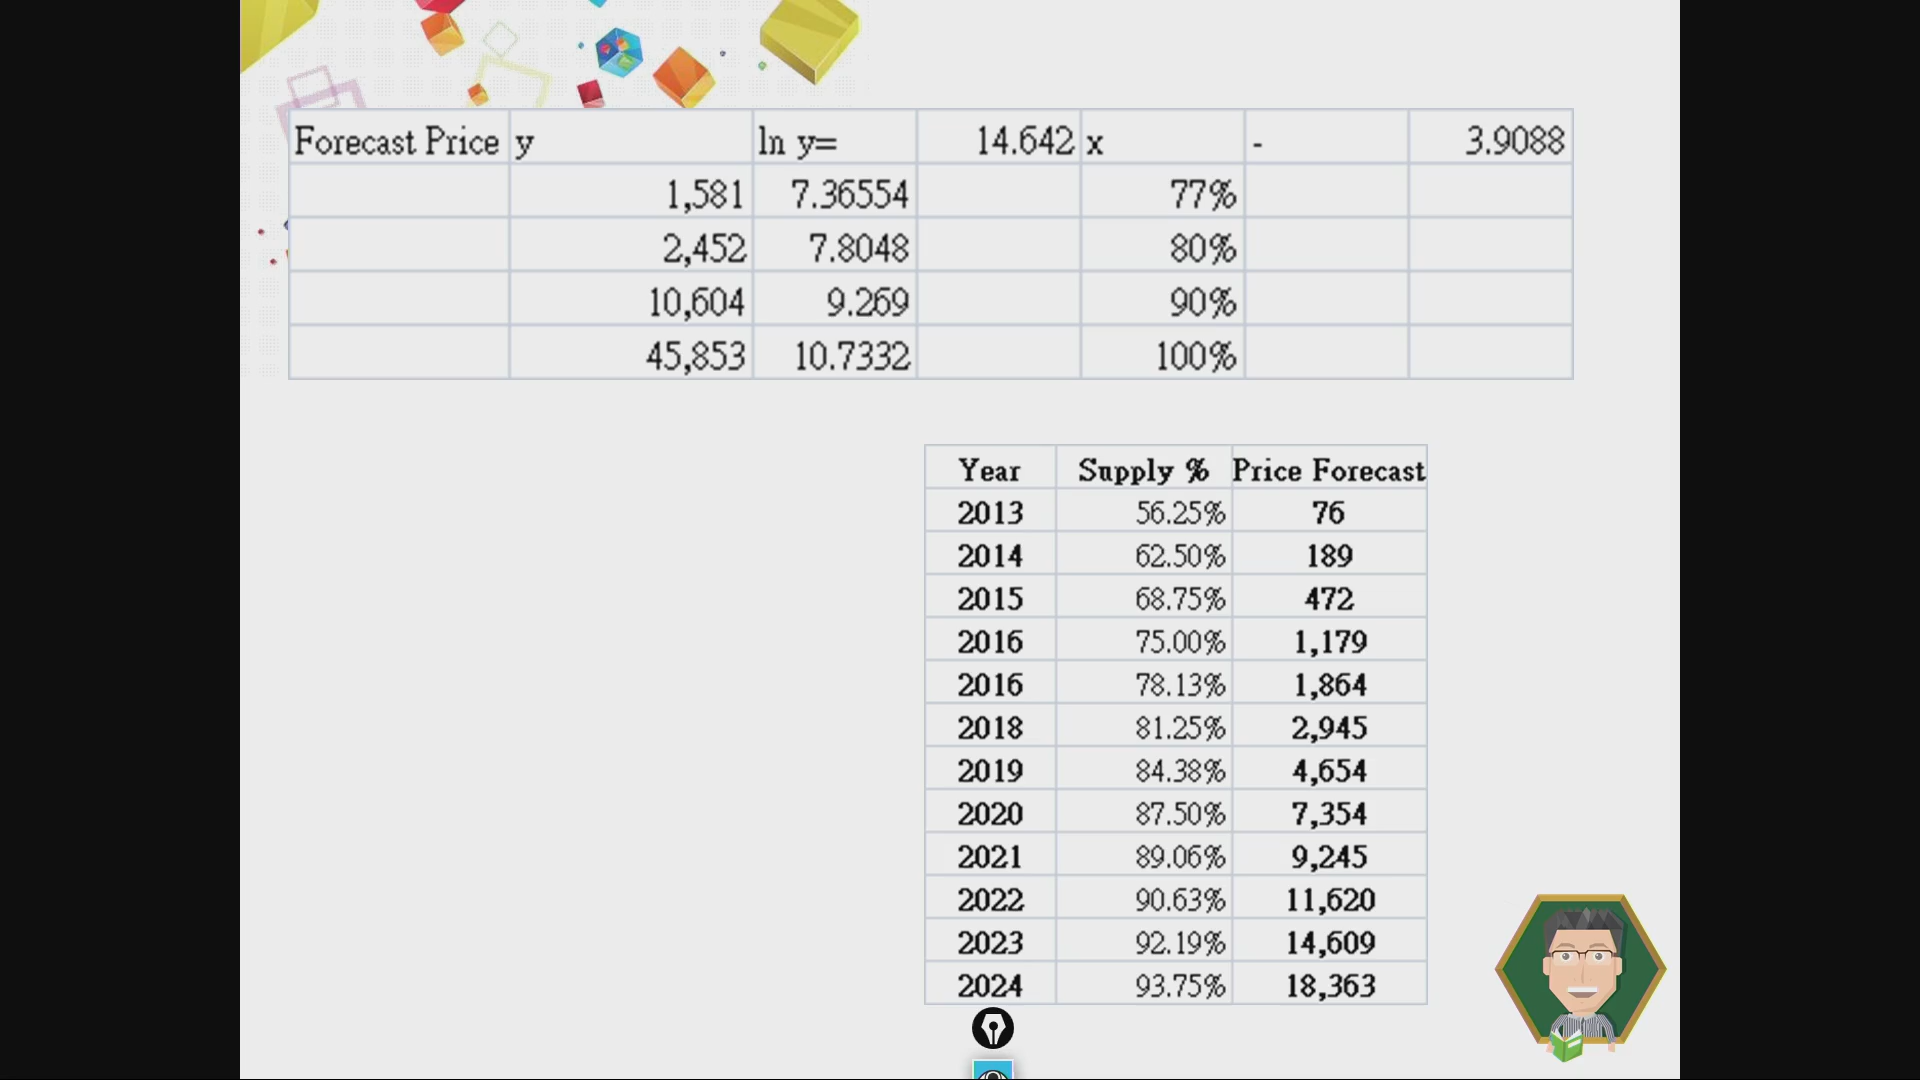 Forecast Price y ln y= 14.642 x - 3.9088
1,581 7.36554 77%
2,452 7.8048 80%
10,604 9.269 90%
45,853 10.7332 100%
Year Supply % Price Forecast
2013 56.25% 76
2014 62.50% 189
2015 68.75% 472
2016 75.00% 1,179
2016 78.13% 1,864
2018 81.25% 2,945
2019 84.38% 4,654
2020 87.50% 7,354
2021 89.06% 9,245
2022 90.63% 11,620
2023 92.19% 14,609
2024 93.75% 18,363